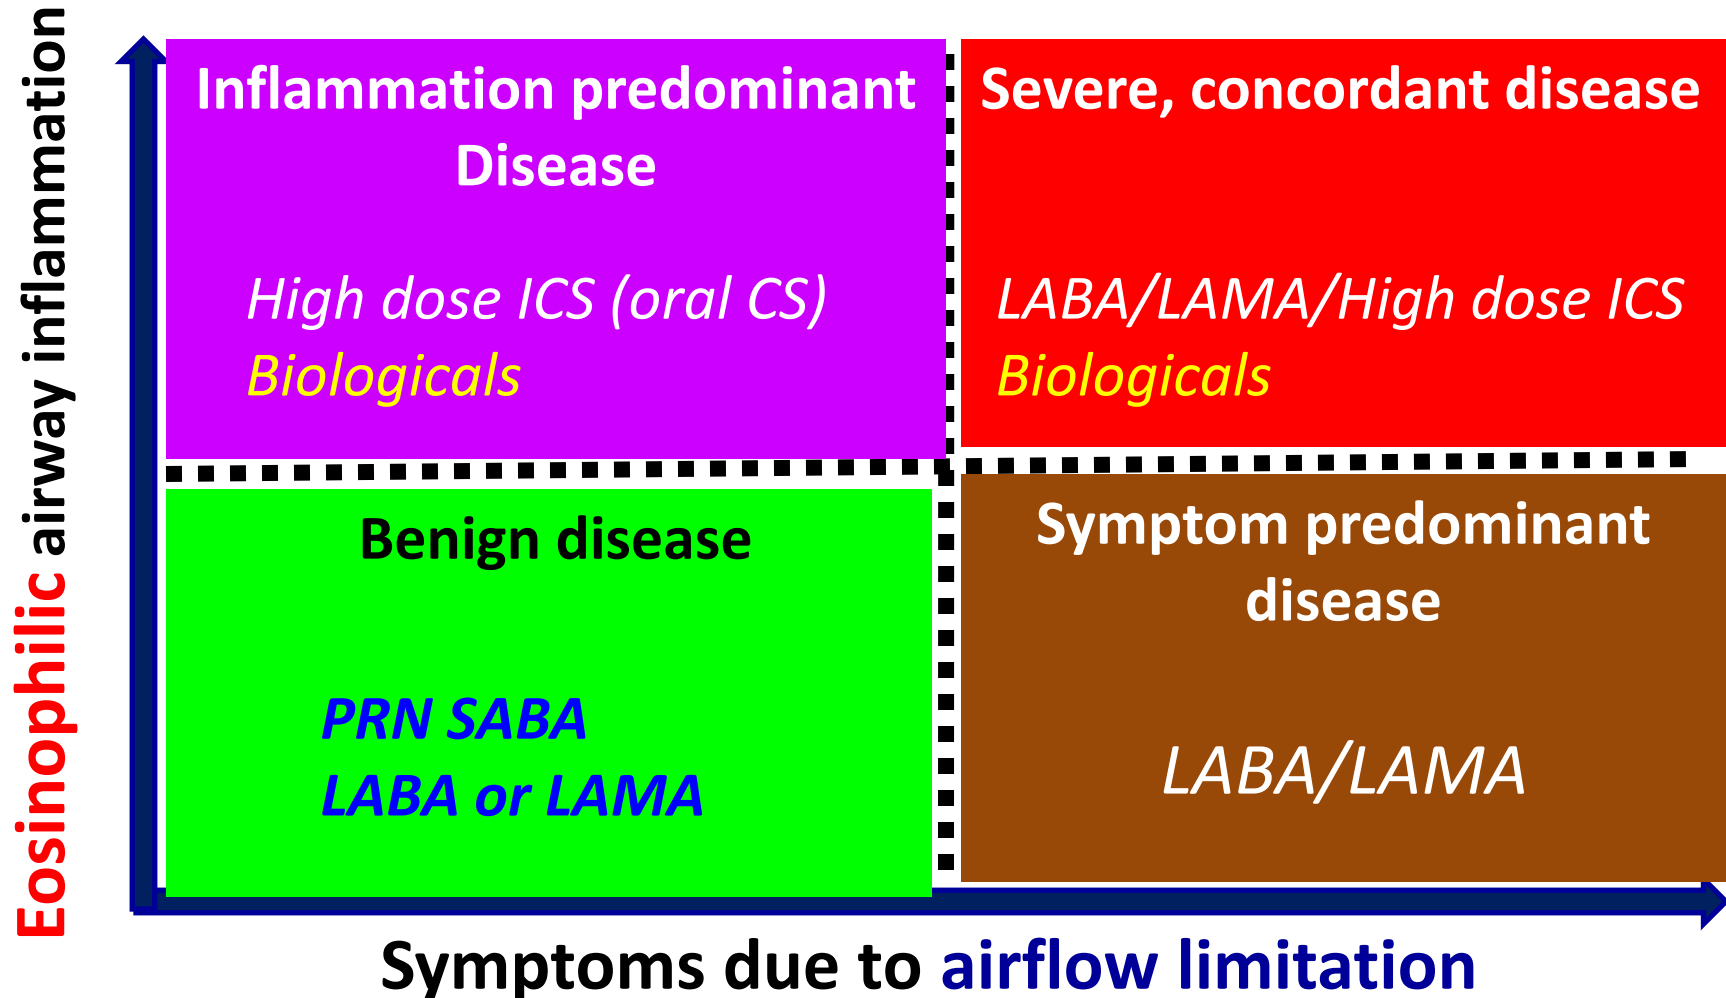 Eosinophilic airway inflammation
Inflammation predominant
Disease
High dose ICS (oral CS)
Biologicals
Severe, concordant disease
LABA/LAMA/High dose ICS
Biologicals
Benign disease
PRN SABA
LABA or LAMA
Symptom predominant
disease
LABA/LAMA
Symptoms due to airflow limitation